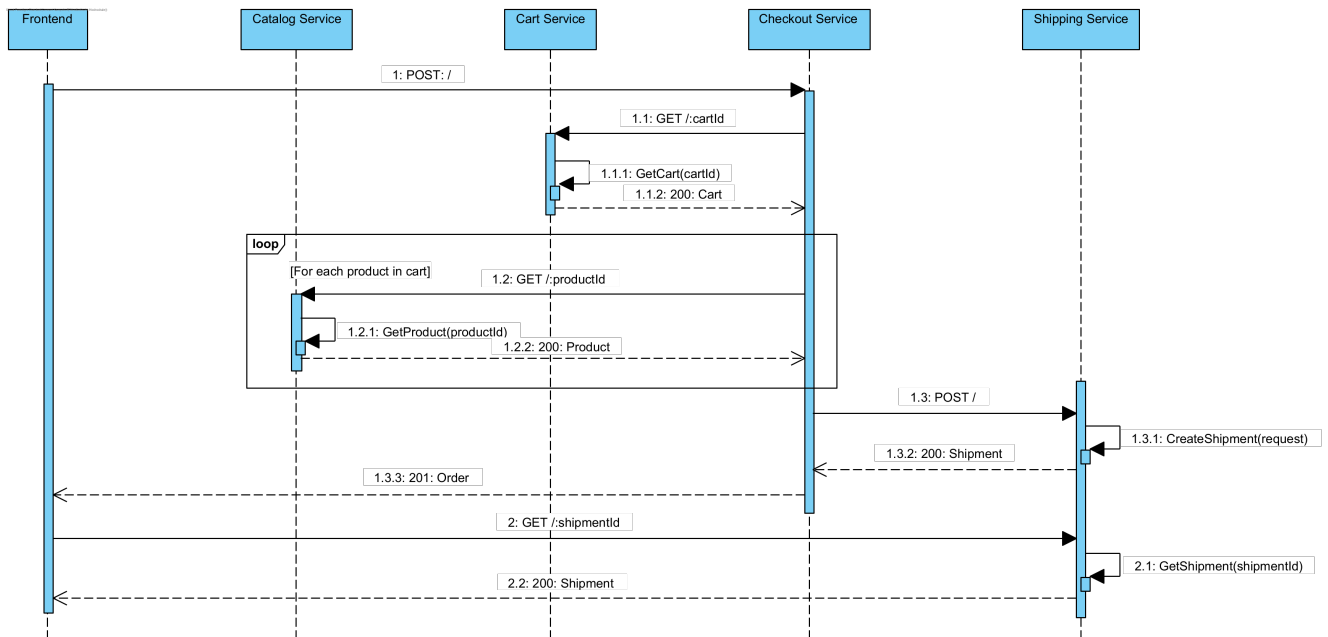 Frontend
Catalog Service
Cart Service
Checkout Service
Shipping Service
1: POST: /
1.1: GET /:cartId
1.1.1: GetCart(cartId)
1.1.2: 200: Cart
loop
[For each product in cart]
1.2: GET /:productId
1.2.1: GetProduct(productId)
1.2.2: 200: Product
1.3: POST /
1.3.1: CreateShipment(request)
1.3.2: 200: Shipment
1.3.3: 201: Order
2: GET /:shipmentId
2.1: GetShipment(shipmentId)
2.2: 200: Shipment